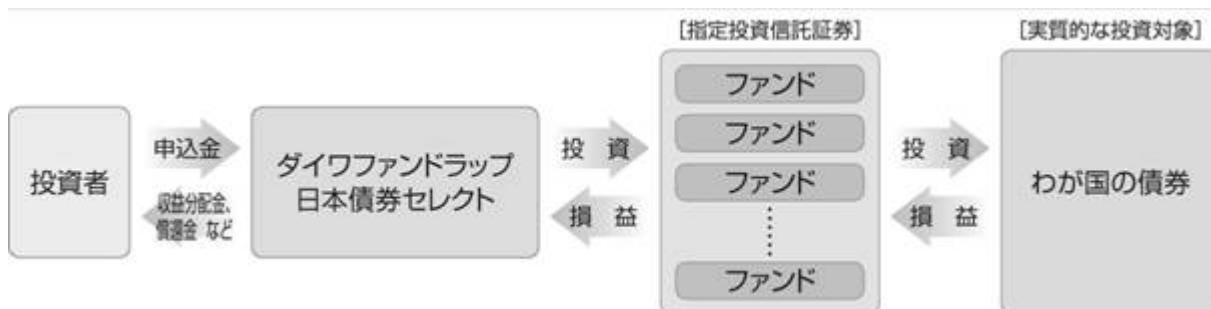 [指定投資信託証券]
[実質的な投資対象]
投資者
申込金
収益分配金、
償還金 など
ダイワファンドラップ
日本債券セレクト
投 資
損 益
ファンド
ファンド
ファンド
ファンド
投 資
損 益
わが国の債券